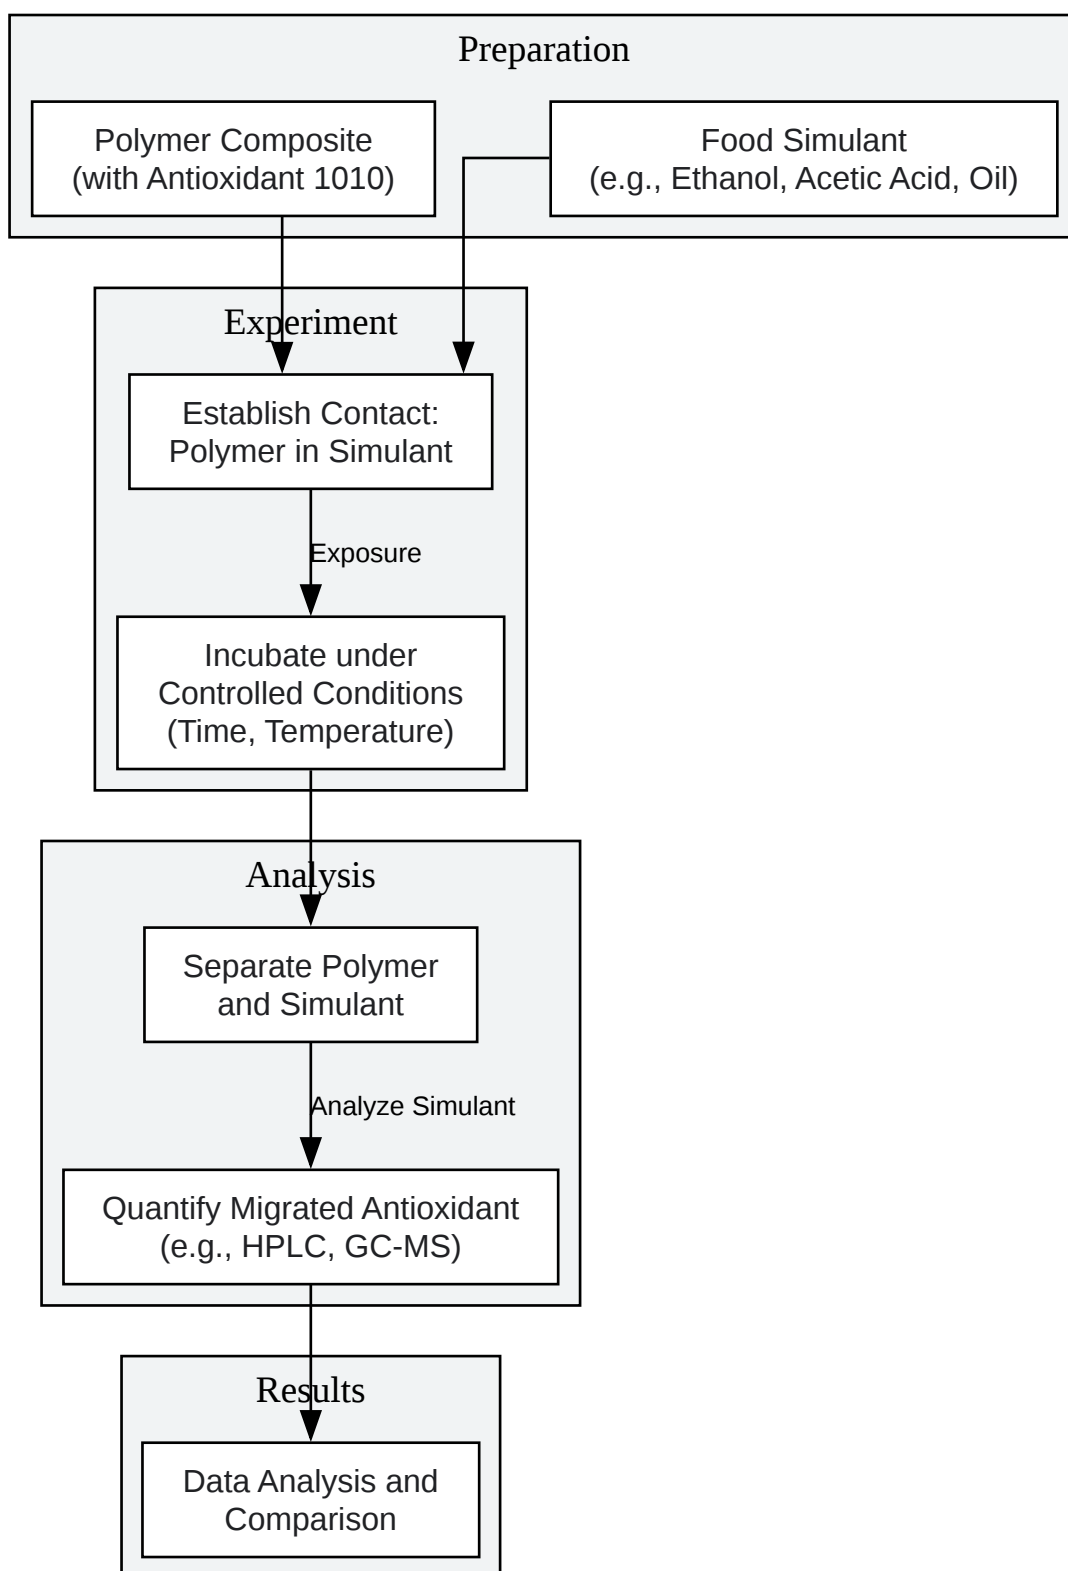 Preparation
Polymer Composite
(with Antioxidant 1010)
Food Simulant
(e.g., Ethanol, Acetic Acid, Oil)
Experiment
Establish Contact:
Polymer in Simulant
Exposure
Incubate under
Controlled Conditions
(Time, Temperature)
Analysis
Separate Polymer
and Simulant
Analyze Simulant
Quantify Migrated Antioxidant
(e.g., HPLC, GC-MS)
Results
Data Analysis and
Comparison